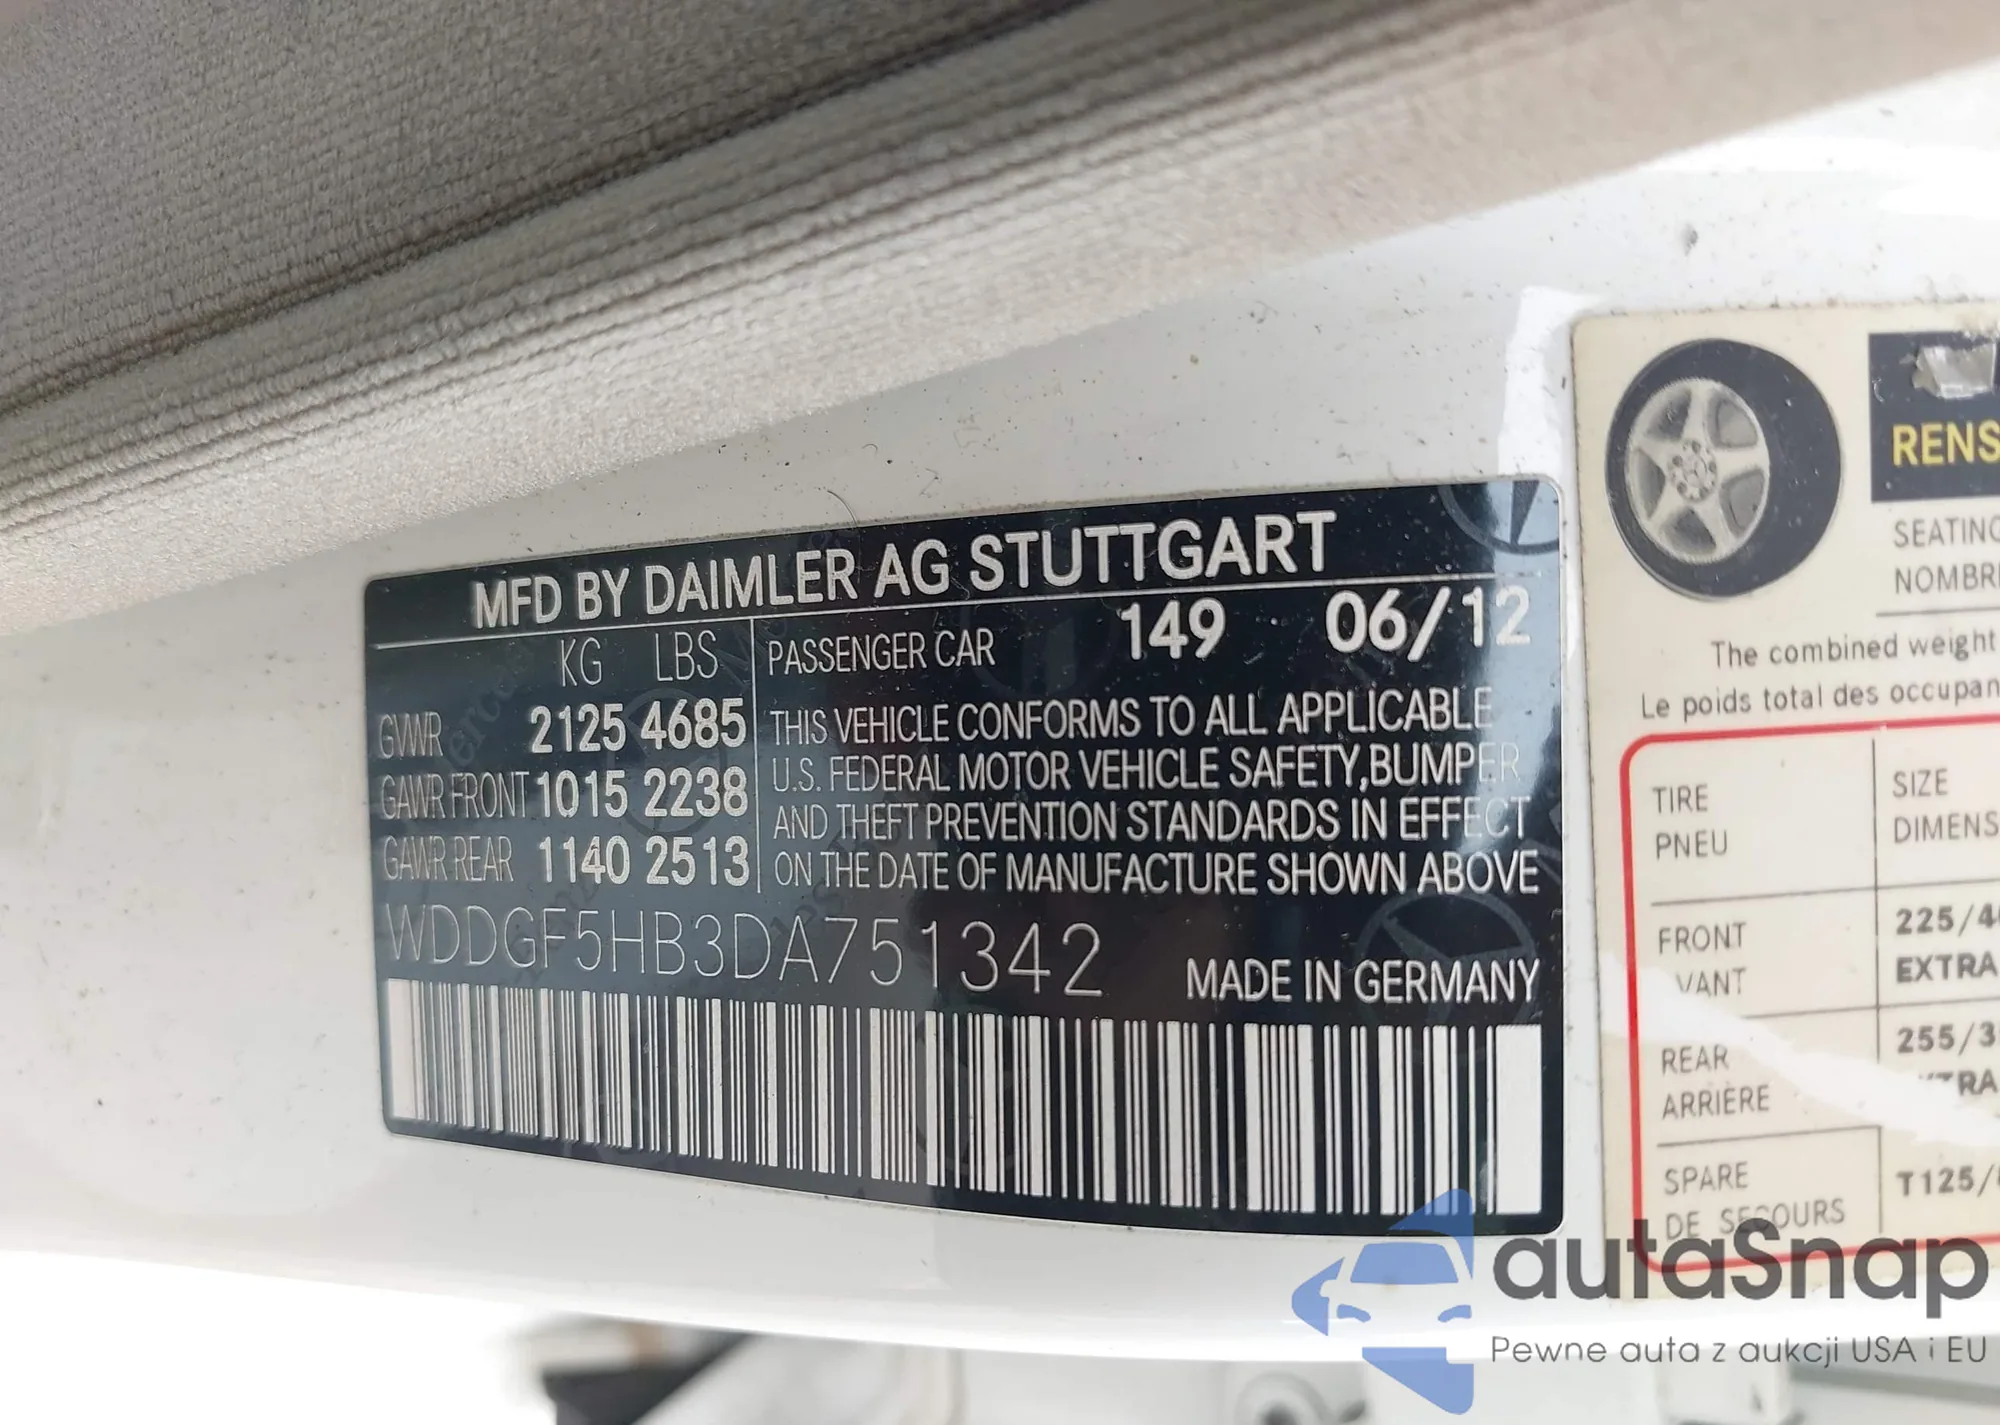 MFD BY DAIMLER AG STUTTGART
KG LBS PASSENGER CAR 149 06/12
GVWR 2125 4685
GAWR FRONT 1015 2238
GAWR REAR 1140 2513
THIS VEHICLE CONFORMS TO ALL APPLICABLE
U.S. FEDERAL MOTOR VEHICLE SAFETY,BUMPER
AND THEFT PREVENTION STANDARDS IN EFFECT
ON THE DATE OF MANUFACTURE SHOWN ABOVE
WDDGF5HB3DA751342
MADE IN GERMANY
RENS
SEATING
NOMBR
The combined weight
Le poids total des occupan
TIRE
PNEU
SIZE
DIMENS
FRONT
VANT
225/4
EXTRA
REAR
ARRIÈRE
255/3
XTRA
SPARE
DE SECOURS
T125/
autaSnap
Pewne auta z aukcji USA i EU